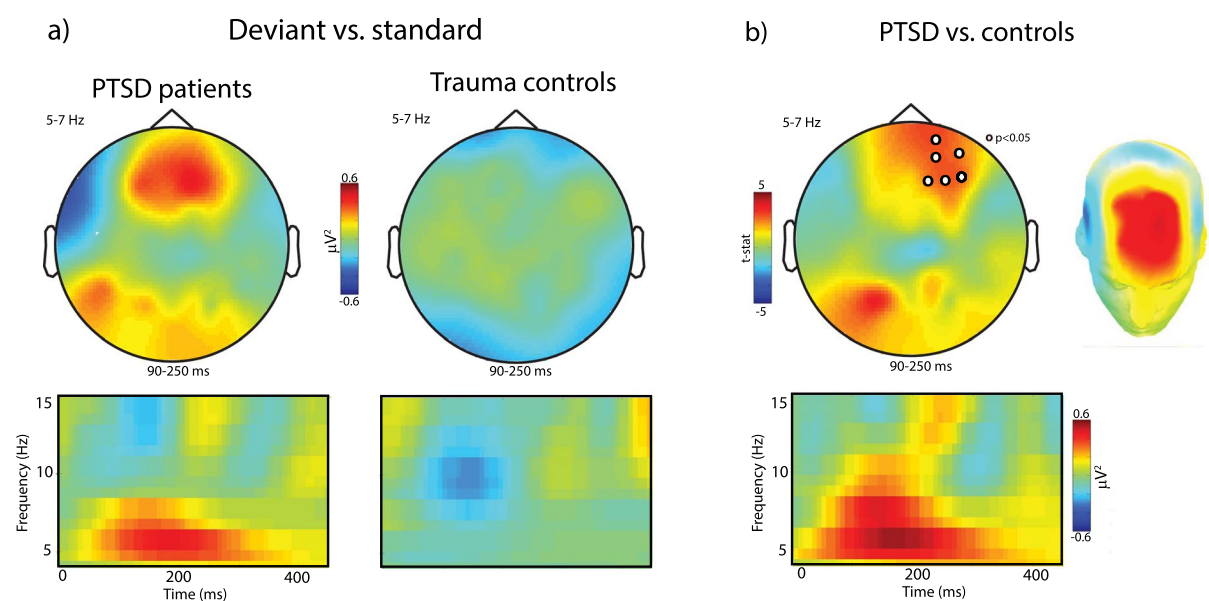 a)
Deviant vs. standard
PTSD patients
Trauma controls
5-7 Hz
5-7 Hz
0.6
μV²
-0.6
90-250 ms
90-250 ms
15
10
5
Frequency (Hz)
0
200
400
Time (ms)
b)
PTSD vs. controls
5-7 Hz
p<0.05
5
t-stat
-5
90-250 ms
15
10
5
Frequency (Hz)
0
200
400
Time (ms)
0.6
μV²
-0.6